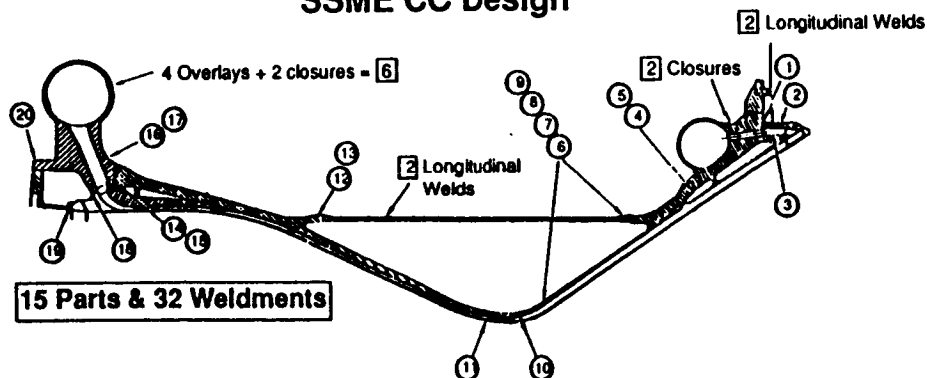 SSME CC Design
2 Longitudinal Welds
4 Overlays + 2 closures = 6
2 Closures
1
2
9
8
7
6
5
4
20
16
17
13
12
2 Longitudinal
Welds
3
19
18
14
15
15 Parts & 32 Weldments
11
10